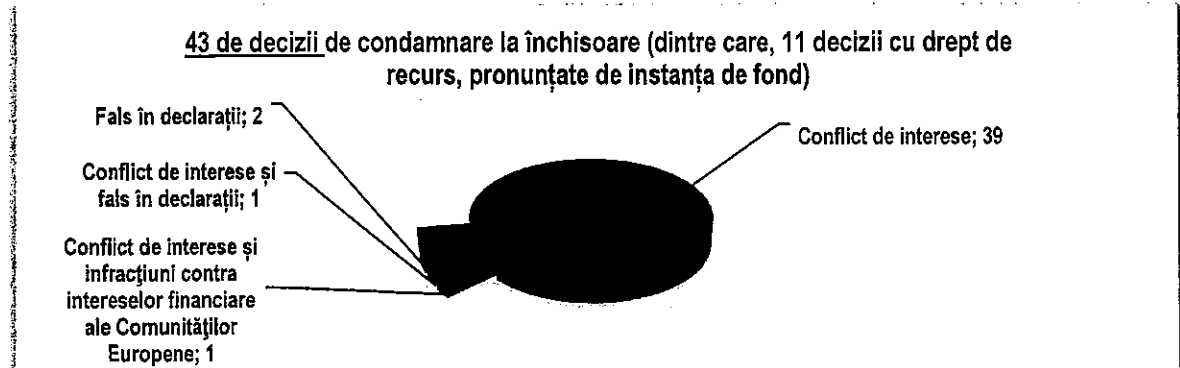 43 de decizii de condamnare la închisoare (dintre care, 11 decizii cu drept de
recurs, pronunțate de instanța de fond)
Fals în declarații; 2
Conflict de interese; 39
Conflict de interese și
fals în declarații; 1
Conflict de interese și
infracțiuni contra
intereselor financiare
ale Comunităților
Europene; 1